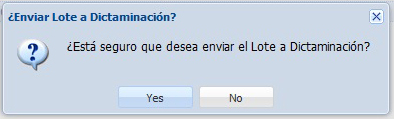 ¿Enviar Lote a Dictaminación?
¿Está seguro que desea enviar el Lote a Dictaminación?
Yes No